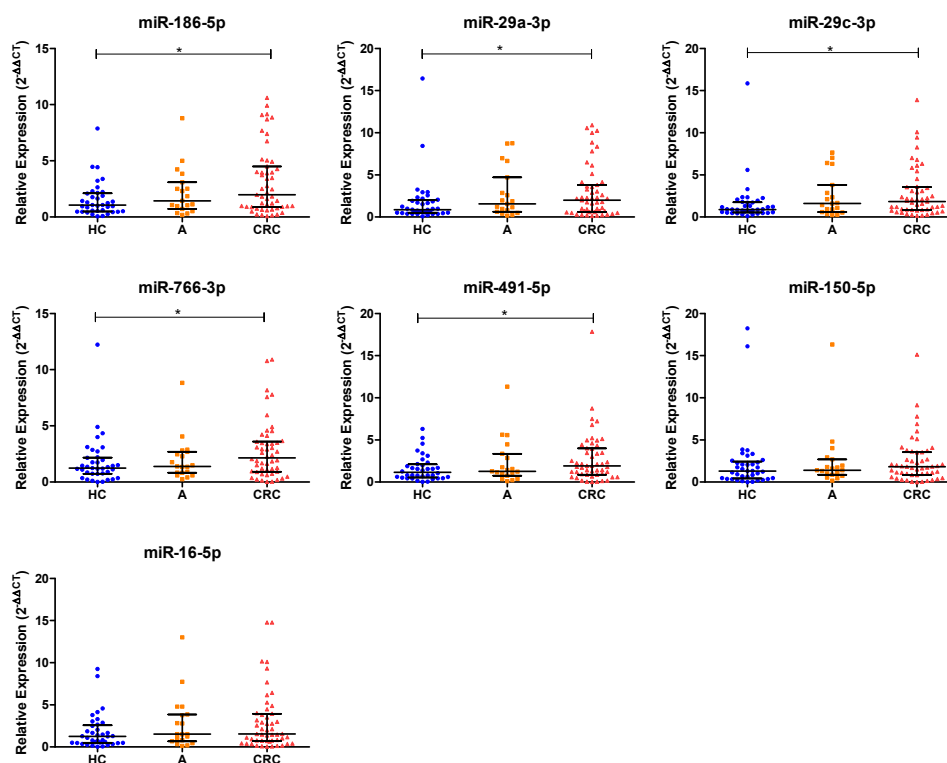 miR-186-5p
Relative Expression (2-ΔΔCT)
15
10
5
0
*
HC A CRC
miR-29a-3p
Relative Expression (2-ΔΔCT)
20
15
10
5
0
*
HC A CRC
miR-29c-3p
Relative Expression (2-ΔΔCT)
20
15
10
5
0
*
HC A CRC
miR-766-3p
Relative Expression (2-ΔΔCT)
15
10
5
0
*
HC A CRC
miR-491-5p
Relative Expression (2-ΔΔCT)
20
15
10
5
0
*
HC A CRC
miR-150-5p
Relative Expression (2-ΔΔCT)
20
15
10
5
0
HC A CRC
miR-16-5p
Relative Expression (2-ΔΔCT)
20
15
10
5
0
HC A CRC